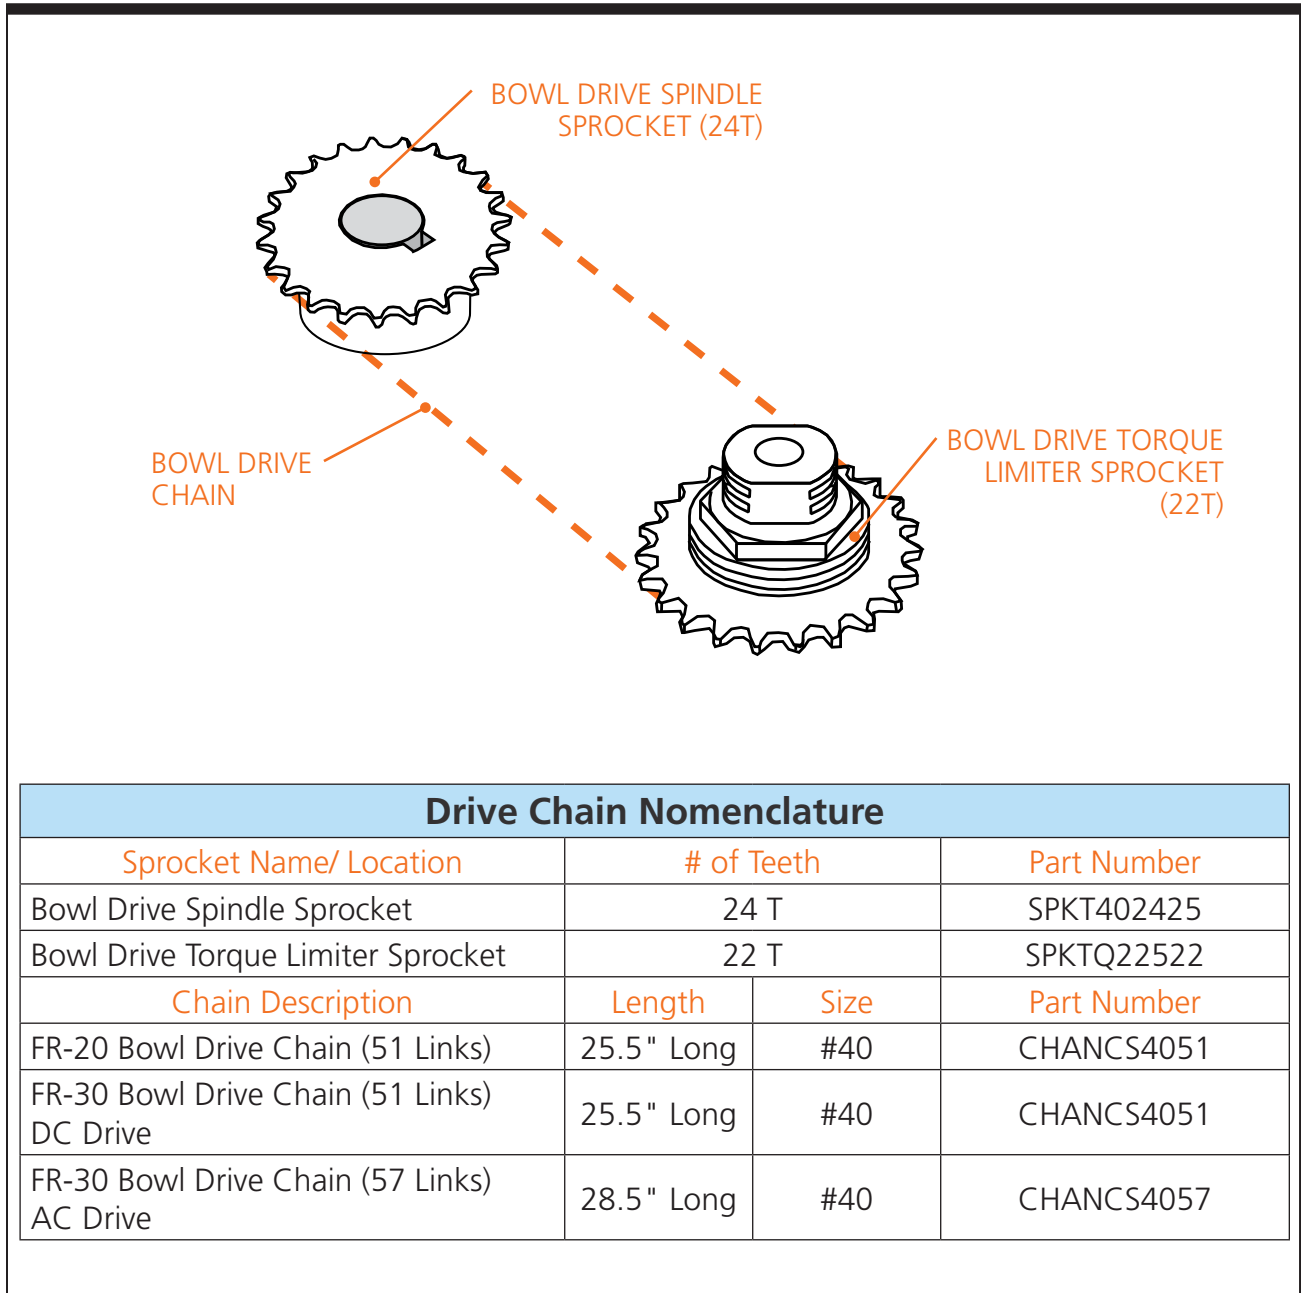 BOWL DRIVE SPINDLE
SPROCKET (24T)
BOWL DRIVE
CHAIN
BOWL DRIVE TORQUE
LIMITER SPROCKET
(22T)
Drive Chain Nomenclature
Sprocket Name/ Location # of Teeth Part Number
Bowl Drive Spindle Sprocket 24 T SPKT402425
Bowl Drive Torque Limiter Sprocket 22 T SPKTQ22522
Chain Description Length Size Part Number
FR-20 Bowl Drive Chain (51 Links) 25.5" Long #40 CHANCS4051
FR-30 Bowl Drive Chain (51 Links)
DC Drive 25.5" Long #40 CHANCS4051
FR-30 Bowl Drive Chain (57 Links)
AC Drive 28.5" Long #40 CHANCS4057